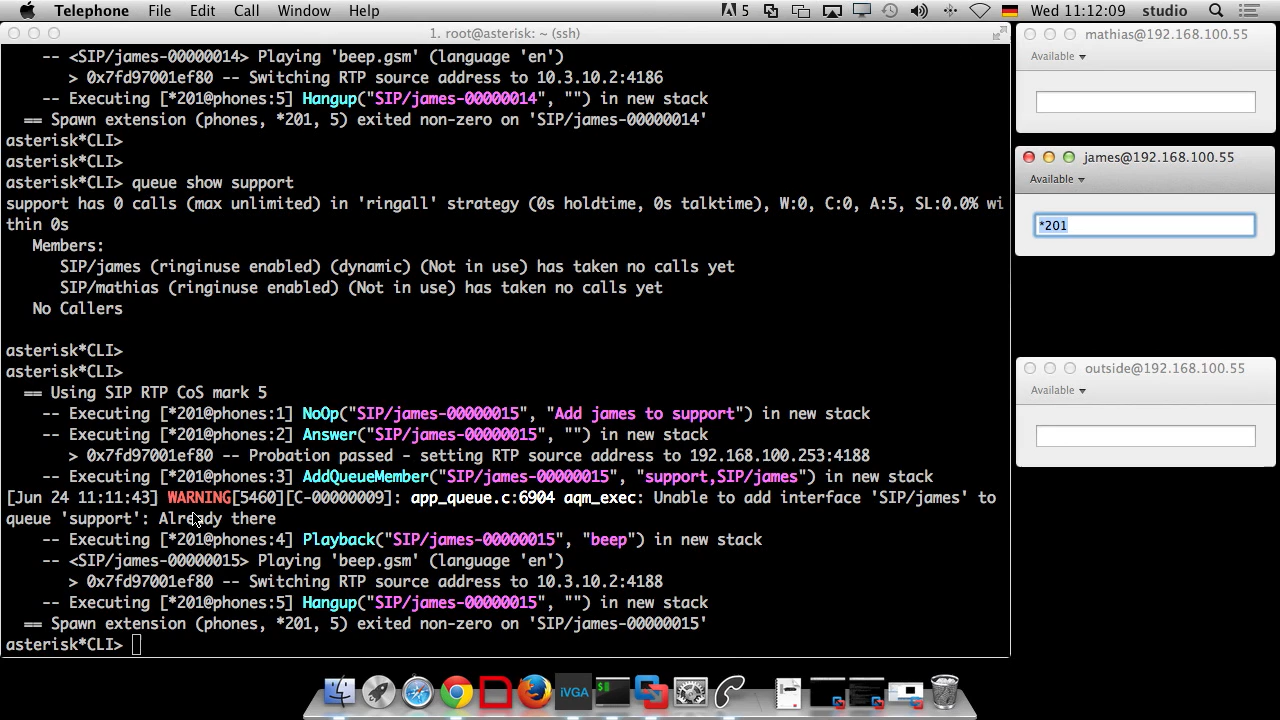 Telephone File Edit Call Window Help 5 Wed 11:12:09 studio
1. root@asterisk: ~ (ssh)
-- <SIP/james-00000014> Playing 'beep.gsm' (language 'en')
> 0x7fd97001ef80 -- Switching RTP source address to 10.3.10.2:4186
-- Executing [*201@phones:5] Hangup("SIP/james-00000014", "") in new stack
== Spawn extension (phones, *201, 5) exited non-zero on 'SIP/james-00000014'
asterisk*CLI>
asterisk*CLI>
asterisk*CLI> queue show support
support has 0 calls (max unlimited) in 'ringall' strategy (0s holdtime, 0s talktime), W:0, C:0, A:5, SL:0.0% wi
thin 0s
Members:
SIP/james (ringinuse enabled) (dynamic) (Not in use) has taken no calls yet
SIP/mathias (ringinuse enabled) (Not in use) has taken no calls yet
No Callers
asterisk*CLI>
asterisk*CLI>
== Using SIP RTP CoS mark 5
-- Executing [*201@phones:1] NoOp("SIP/james-00000015", "Add james to support") in new stack
-- Executing [*201@phones:2] Answer("SIP/james-00000015", "") in new stack
> 0x7fd97001ef80 -- Probation passed - setting RTP source address to 192.168.100.253:4188
-- Executing [*201@phones:3] AddQueueMember("SIP/james-00000015", "support,SIP/james") in new stack
[Jun 24 11:11:43] WARNING[5460][C-00000009]: app_queue.c:6904 aqm_exec: Unable to add interface 'SIP/james' to
queue 'support': Already there
-- Executing [*201@phones:4] Playback("SIP/james-00000015", "beep") in new stack
-- <SIP/james-00000015> Playing 'beep.gsm' (language 'en')
> 0x7fd97001ef80 -- Switching RTP source address to 10.3.10.2:4188
-- Executing [*201@phones:5] Hangup("SIP/james-00000015", "") in new stack
== Spawn extension (phones, *201, 5) exited non-zero on 'SIP/james-00000015'
asterisk*CLI>
mathias@192.168.100.55
Available
james@192.168.100.55
Available
*201
outside@192.168.100.55
Available
iVGA